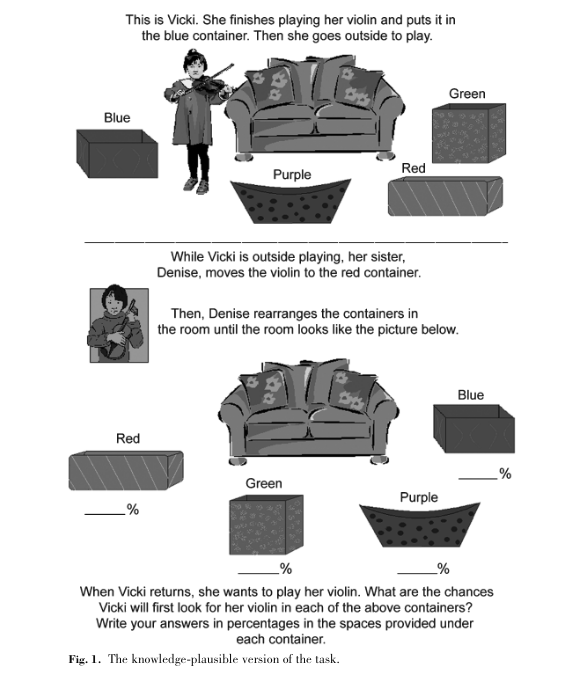 This is Vicki. She finishes playing her violin and puts it in
the blue container. Then she goes outside to play.
Green
Blue
Red
Purple
While Vicki is outside playing, her sister,
Denise, moves the violin to the red container.
Then, Denise rearranges the containers in
the room until the room looks like the picture below.
Blue
Red
_____%
Green
Purple
_____%
_____%
_____%
When Vicki returns, she wants to play her violin. What are the chances
Vicki will first look for her violin in each of the above containers?
Write your answers in percentages in the spaces provided under
each container.
Fig. 1. The knowledge-plausible version of the task.